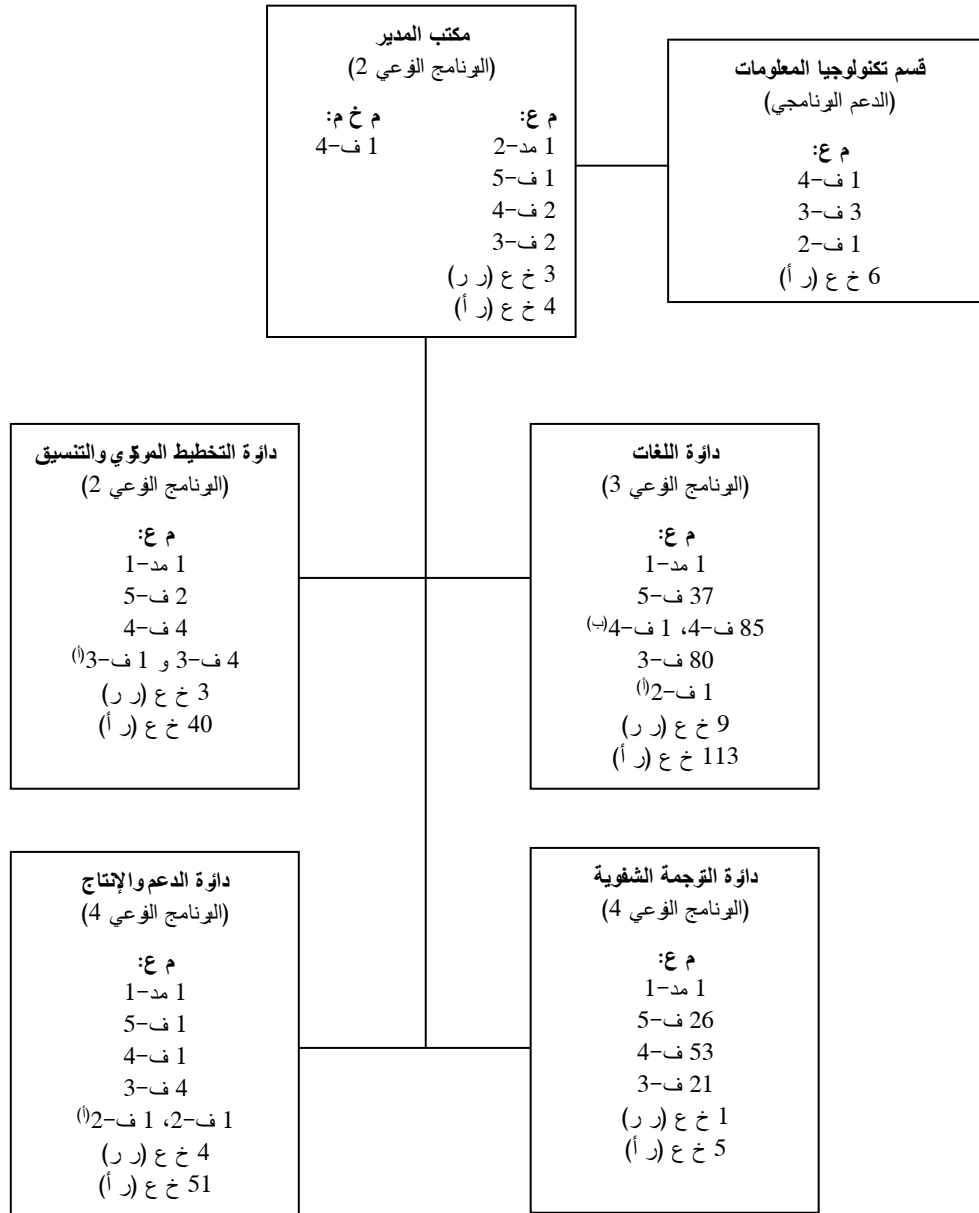 مكتب المدير
(البرنامج الفرعي 2)
م ع: م خ م:
1 مد-2 1 ف-4
1 ف-5
2 ف-4
2 ف-3
3 خ ع (ر ر)
4 خ ع (ر أ)
قسم تكنولوجيا المعلومات
(الدعم البرنامجي)
م ع:
1 ف-4
3 ف-3
1 ف-2
6 خ ع (ر أ)
دائرة اللغات
(البرنامج الفرعي 3)
م ع:
1 مد-1
37 ف-5
85 ف-4، 1 ف-4(ب)
80 ف-3
1 ف-2(أ)
9 خ ع (ر ر)
113 خ ع (ر أ)
دائرة التخطيط المركزي والتنسيق
(البرنامج الفرعي 2)
م ع:
1 مد-1
2 ف-5
4 ف-4
4 ف-3 و 1 ف-3(أ)
3 خ ع (ر ر)
40 خ ع (ر أ)
دائرة الترجمة الشفوية
(البرنامج الفرعي 4)
م ع:
1 مد-1
26 ف-5
53 ف-4
21 ف-3
1 خ ع (ر ر)
5 خ ع (ر أ)
دائرة الدعم والإنتاج
(البرنامج الفرعي 4)
م ع:
1 مد-1
1 ف-5
1 ف-4
4 ف-3
1 ف-2، 1 ف-2(أ)
4 خ ع (ر ر)
51 خ ع (ر أ)